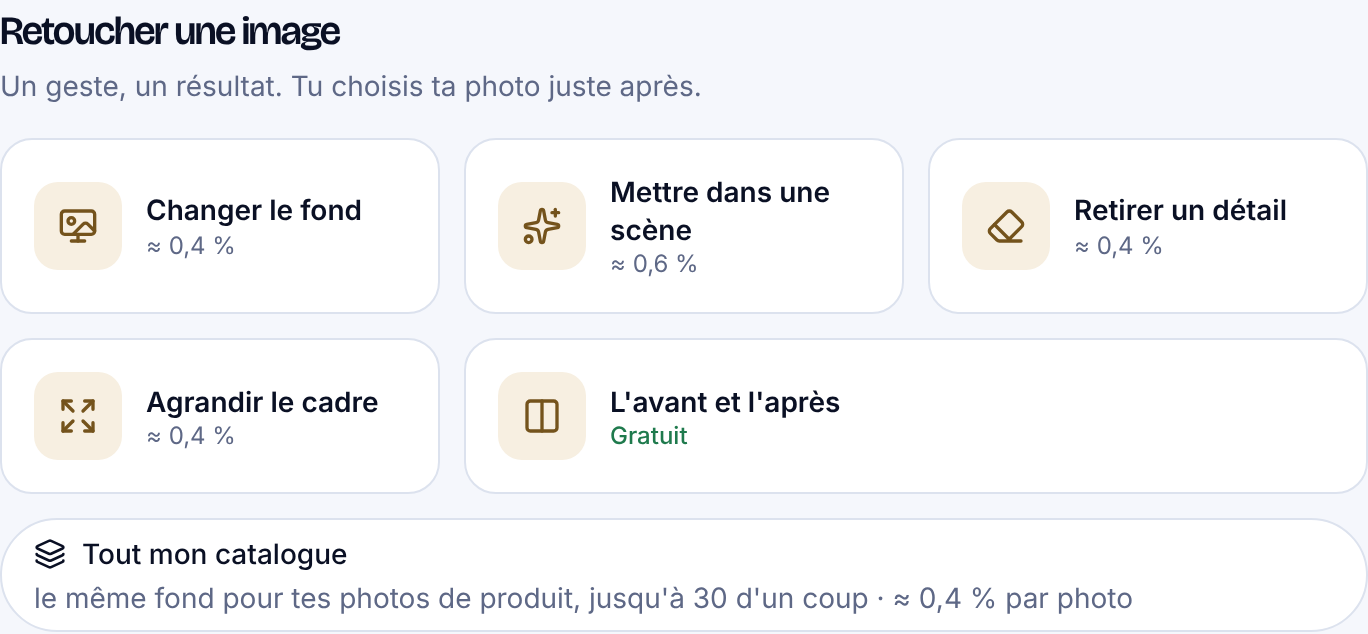 Retoucher une image
Un geste, un résultat. Tu choisis ta photo juste après.
Changer le fond
≈ 0,4 %
Mettre dans une
scène
≈ 0,6 %
Retirer un détail
≈ 0,4 %
Agrandir le cadre
≈ 0,4 %
L'avant et l'après
Gratuit
Tout mon catalogue
le même fond pour tes photos de produit, jusqu'à 30 d'un coup · ≈ 0,4 % par photo